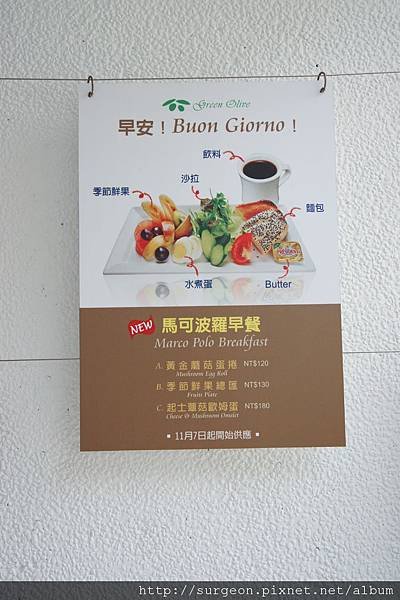 Green Olive
早安！Buon Giorno！
飲料
沙拉
季節鮮果
麵包
水煮蛋
Butter
NEW 馬可波羅早餐
Marco Polo Breakfast
A. 黃金蘑菇蛋捲 NT$120
Mushroom Egg Roll
B. 季節鮮果總匯 NT$130
Fruits Plate
C. 起士蘑菇歐姆蛋 NT$180
Cheese & Mushroom Omelet
11月7日起開始供應
http://surgeon.pixnet.net/album